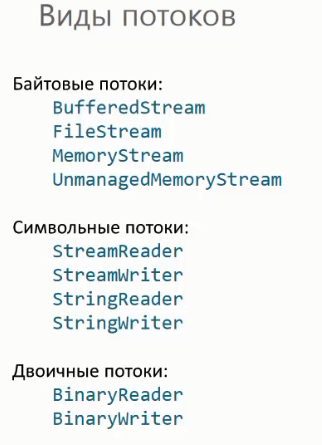 Виды потоков
Байтовые потоки:
BufferedStream
FileStream
MemoryStream
UnmanagedMemoryStream
Символьные потоки:
StreamReader
StreamWriter
StringReader
StringWriter
Двоичные потоки:
BinaryReader
BinaryWriter